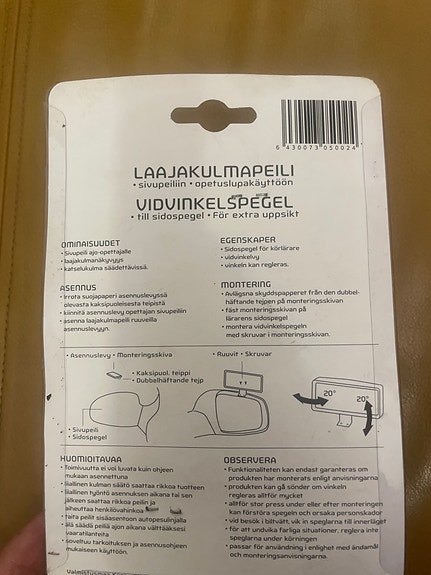 6 430073 050024
LAAJAKULMAPEILI
• sivupeiliin • opetuslupakäyttöön
VIDVINKELSPEGEL
• till sidospegel • För extra uppsikt
OMINAISUUDET
• Sivupeili ajo-opettajalle
• laajakulmanäkyvyys
• katselukulma säädettävissä.
EGENSKAPER
• Sidospegel för körlärare
• vidvinkelvy
• vinkeln kan regleras.
ASENNUS
• Irrota suojapaperi asennuslevyssä
olevasta kaksipuoleisesta teipistä
• kiinnitä asennuslevy opettajan sivupeiliin
• asenna laajakulmapeili ruuveilla
asennuslevyyn.
MONTERING
• Avlägsna skyddspapperet från den dubbel-
häftande tejpen på monteringsskivan
• fäst monteringsskivan på
lärarens sidospegel
• montera vidvinkelspegeln
med skruvar i monteringsskivan.
• Asennuslevy • Monteringsskiva
• Kaksipuol. teippi
• Dubbelhäftande tejp
• Sivupeili
• Sidospegel
• Ruuvit • Skruvar
20°
20°
HUOMIOITAVAA
• Toimivuutta ei voi luvata kuin ohjeen
mukaan asennettuna
• liiallinen kulman säätö saattaa rikkoa tuotteen
• liiallinen työntö asennuksen aikana tai sen
jälkeen saattaa rikkoa peilin ja
aiheuttaa henkilövahinkoa
• taita peilit sisäasentoon autopesulinjalla
• älä säädä peiliä ajon aikana välttääksesi
vaaratilanteita
• soveltuu tarkoituksen ja asennusohjeen
mukaiseen käyttöön.
OBSERVERA
• Funktionaliteten kan endast garanteras om
produkten har monterats enligt anvisningarna
• produkten kan gå sönder om vinkeln
regleras alltför mycket
• alltför stor press under eller efter monteringen
kan förstöra spegeln och orsaka personskador
• vid besök i biltvätt, vik in speglarna till innerläget
• för att undvika farliga situationer, reglera inte
speglarna under körningen
• passar för användning i enlighet med ändamål
och monteringsanvisningarna.